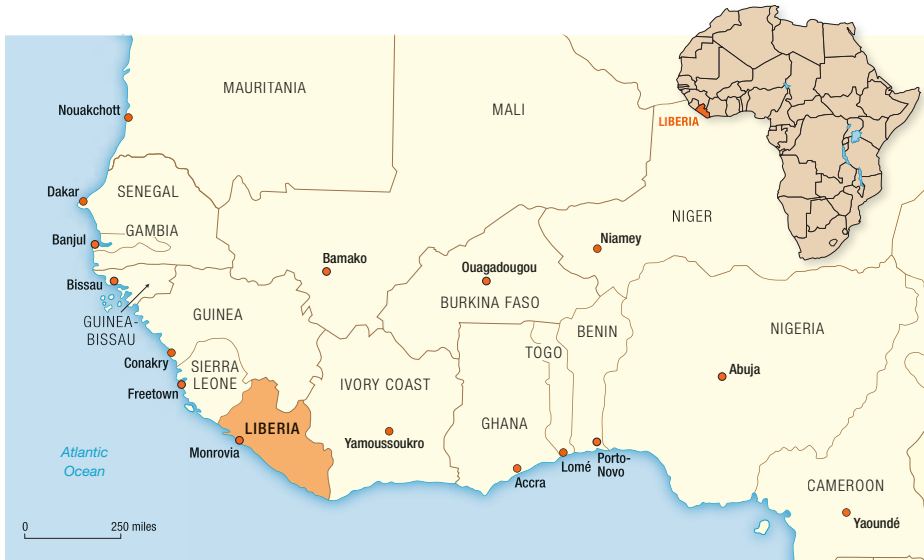 MAURITANIA
MALI
Nouakchott
LIBERIA
Dakar
SENEGAL
NIGER
Banjul
GAMBIA
Niamey
Bamako
Ouagadougou
Bissau
BURKINA FASO
GUINEA
GUINEA-
BISSAU
BENIN
NIGERIA
TOGO
Conakry
SIERRA
LEONE
IVORY COAST
Abuja
Freetown
GHANA
LIBERIA
Monrovia
Yamoussoukro
Atlantic
Ocean
Lomé
Porto-
Novo
Accra
CAMEROON
Yaoundé
0
250 miles